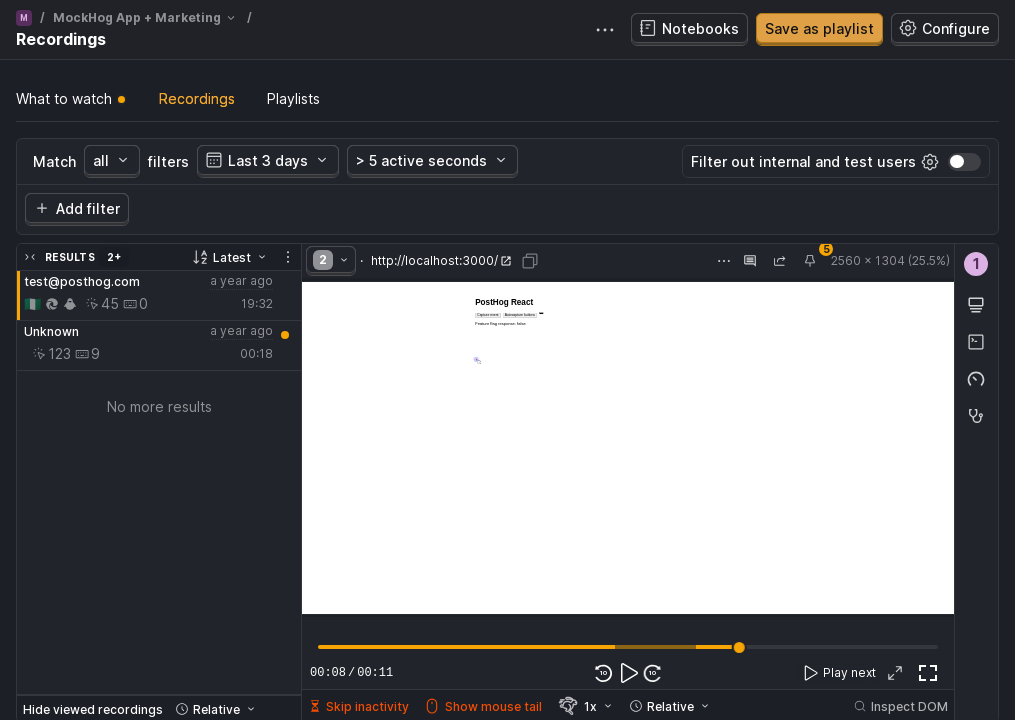 M / MockHog App + Marketing /
Recordings
Notebooks
Save as playlist
Configure
What to watch
Recordings
Playlists
Match all filters Last 3 days > 5 active seconds
Filter out internal and test users
Add filter
RESULTS 2+
Latest
test@posthog.com a year ago
45 0 19:32
Unknown a year ago
123 9 00:18
No more results
Hide viewed recordings Relative
2 · http://localhost:3000/
5
2560 × 1304 (25.5%)
1
PostHog React
Capture event Autocapture buttons
Feature flag response: false
00:08 / 00:11
10 10
Play next
Skip inactivity Show mouse tail 1x Relative Inspect DOM